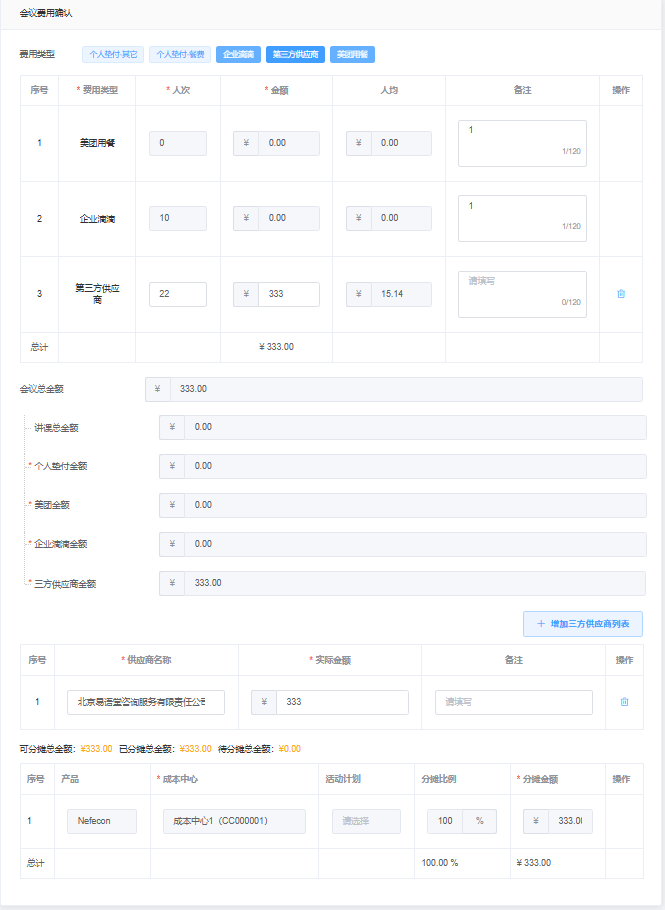 会议费用确认
费用类型 个人垫付-其它 个人垫付-餐费 企业滴滴 第三方供应商 美团用餐
序号 * 费用类型 * 人次 * 金额 人均 备注 操作
1 美团用餐 0 ¥ 0.00 ¥ 0.00 1 1/120
2 企业滴滴 10 ¥ 0.00 ¥ 0.00 1 1/120
3 第三方供应商 22 ¥ 333 ¥ 15.14 请填写 0/120
总计 ¥ 333.00
会议总金额 ¥ 333.00
讲课总金额 ¥ 0.00
* 个人垫付金额 ¥ 0.00
* 美团金额 ¥ 0.00
* 企业滴滴金额 ¥ 0.00
* 三方供应商金额 ¥ 333.00
+ 增加三方供应商列表
序号 * 供应商名称 * 实际金额 备注 操作
1 北京易语堂咨询服务有限责任公司 ¥ 333 请填写
可分摊总金额: ¥333.00 已分摊总金额: ¥333.00 待分摊总金额: ¥0.00
序号 产品 * 成本中心 活动计划 分摊比例 * 分摊金额 操作
1 Nefecon 成本中心1（CC000001） 请选择 100 % ¥ 333.0
总计 100.00 % ¥ 333.00